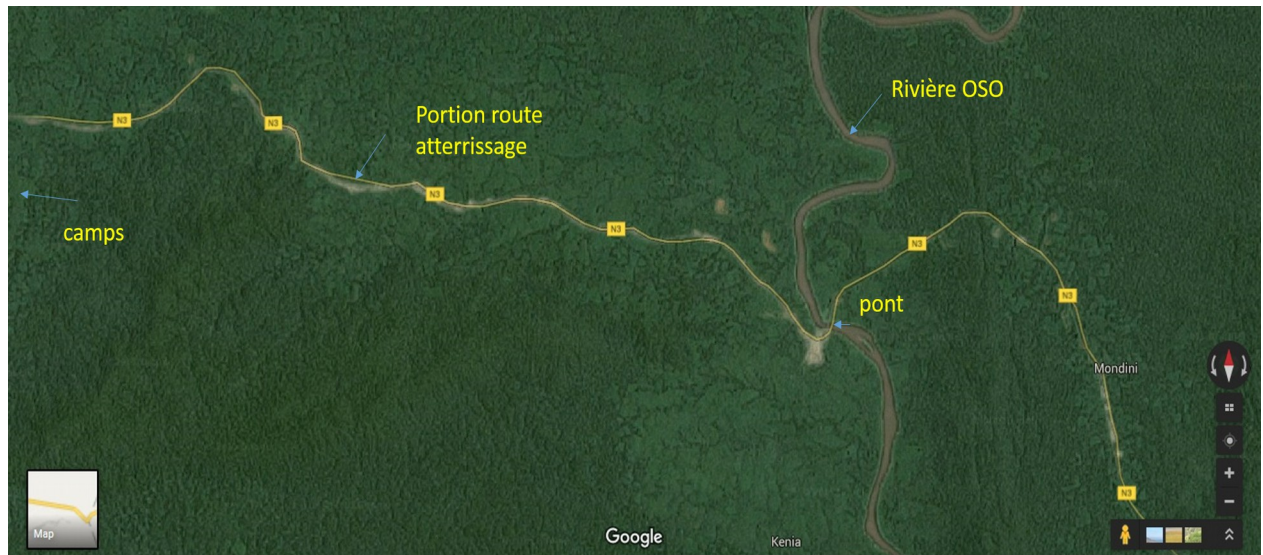 Rivière OSO
Portion route
atterrissage
N3
N3
N3
camps
N3
N3
pont
N3
Mondini
N3
Map
Google
Kenia